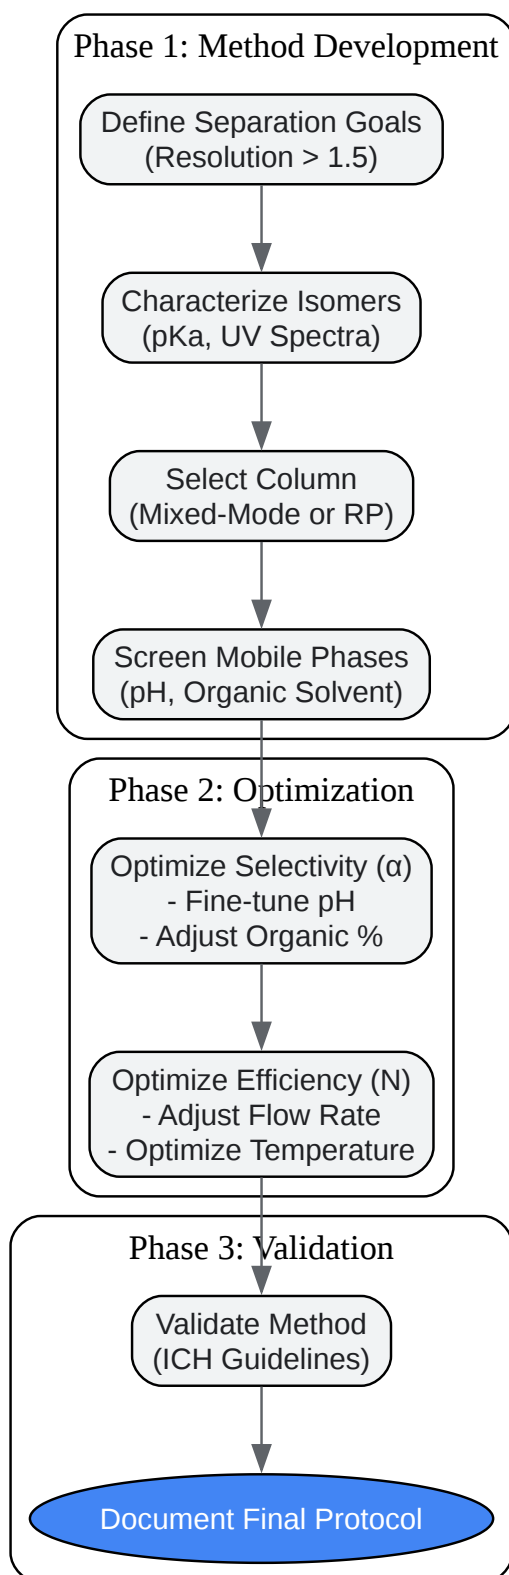 Phase 1: Method Development
Define Separation Goals
(Resolution > 1.5)
Characterize Isomers
(pKa, UV Spectra)
Select Column
(Mixed-Mode or RP)
Screen Mobile Phases
(pH, Organic Solvent)
Phase 2: Optimization
Optimize Selectivity (α)
- Fine-tune pH
- Adjust Organic %
Optimize Efficiency (N)
- Adjust Flow Rate
- Optimize Temperature
Phase 3: Validation
Validate Method
(ICH Guidelines)
Document Final Protocol